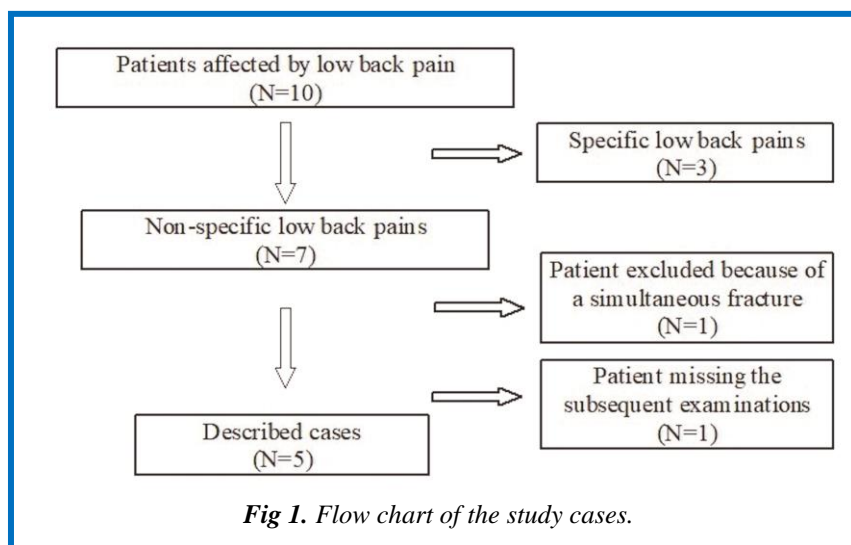 Patients affected by low back pain
(N=10)
Specific low back pains
(N=3)
Non-specific low back pains
(N=7)
Patient excluded because of
a simultaneous fracture
(N=1)
Patient missing the
subsequent examinations
(N=1)
Described cases
(N=5)
Fig 1. Flow chart of the study cases.